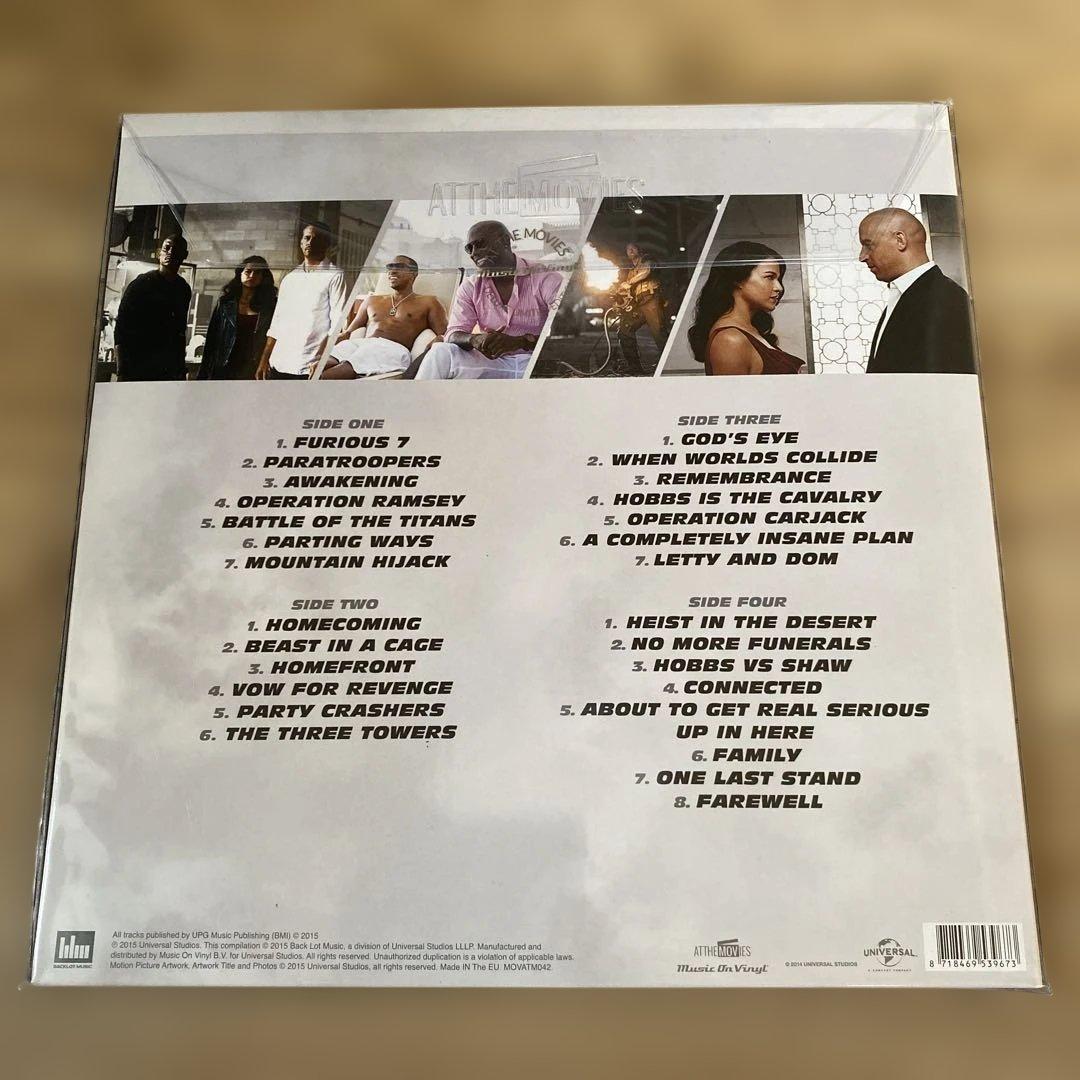 ATTHEMOVIES
THE MOVIES
Music On Vinyl
SIDE ONE
1. FURIOUS 7
2. PARATROOPERS
3. AWAKENING
4. OPERATION RAMSEY
5. BATTLE OF THE TITANS
6. PARTING WAYS
7. MOUNTAIN HIJACK
SIDE TWO
1. HOMECOMING
2. BEAST IN A CAGE
3. HOMEFRONT
4. VOW FOR REVENGE
5. PARTY CRASHERS
6. THE THREE TOWERS
SIDE THREE
1. GOD'S EYE
2. WHEN WORLDS COLLIDE
3. REMEMBRANCE
4. HOBBS IS THE CAVALRY
5. OPERATION CARJACK
6. A COMPLETELY INSANE PLAN
7. LETTY AND DOM
SIDE FOUR
1. HEIST IN THE DESERT
2. NO MORE FUNERALS
3. HOBBS VS SHAW
4. CONNECTED
5. ABOUT TO GET REAL SERIOUS
UP IN HERE
6. FAMILY
7. ONE LAST STAND
8. FAREWELL
BACKLOT MUSIC
All tracks published by UPG Music Publishing (BMI) © 2015
℗ 2015 Universal Studios. This compilation © 2015 Back Lot Music, a division of Universal Studios LLLP. Manufactured and
distributed by Music On Vinyl B.V. for Universal Studios. All rights reserved. Unauthorized duplication is a violation of applicable laws.
Motion Picture Artwork, Artwork Title and Photos © 2015 Universal Studios, all rights reserved. Made IN The EU. MOVATM042.
ATTHEMOVIES
Music On Vinyl
© 2014 UNIVERSAL STUDIOS
UNIVERSAL
A COMCAST COMPANY
8 718469 539673